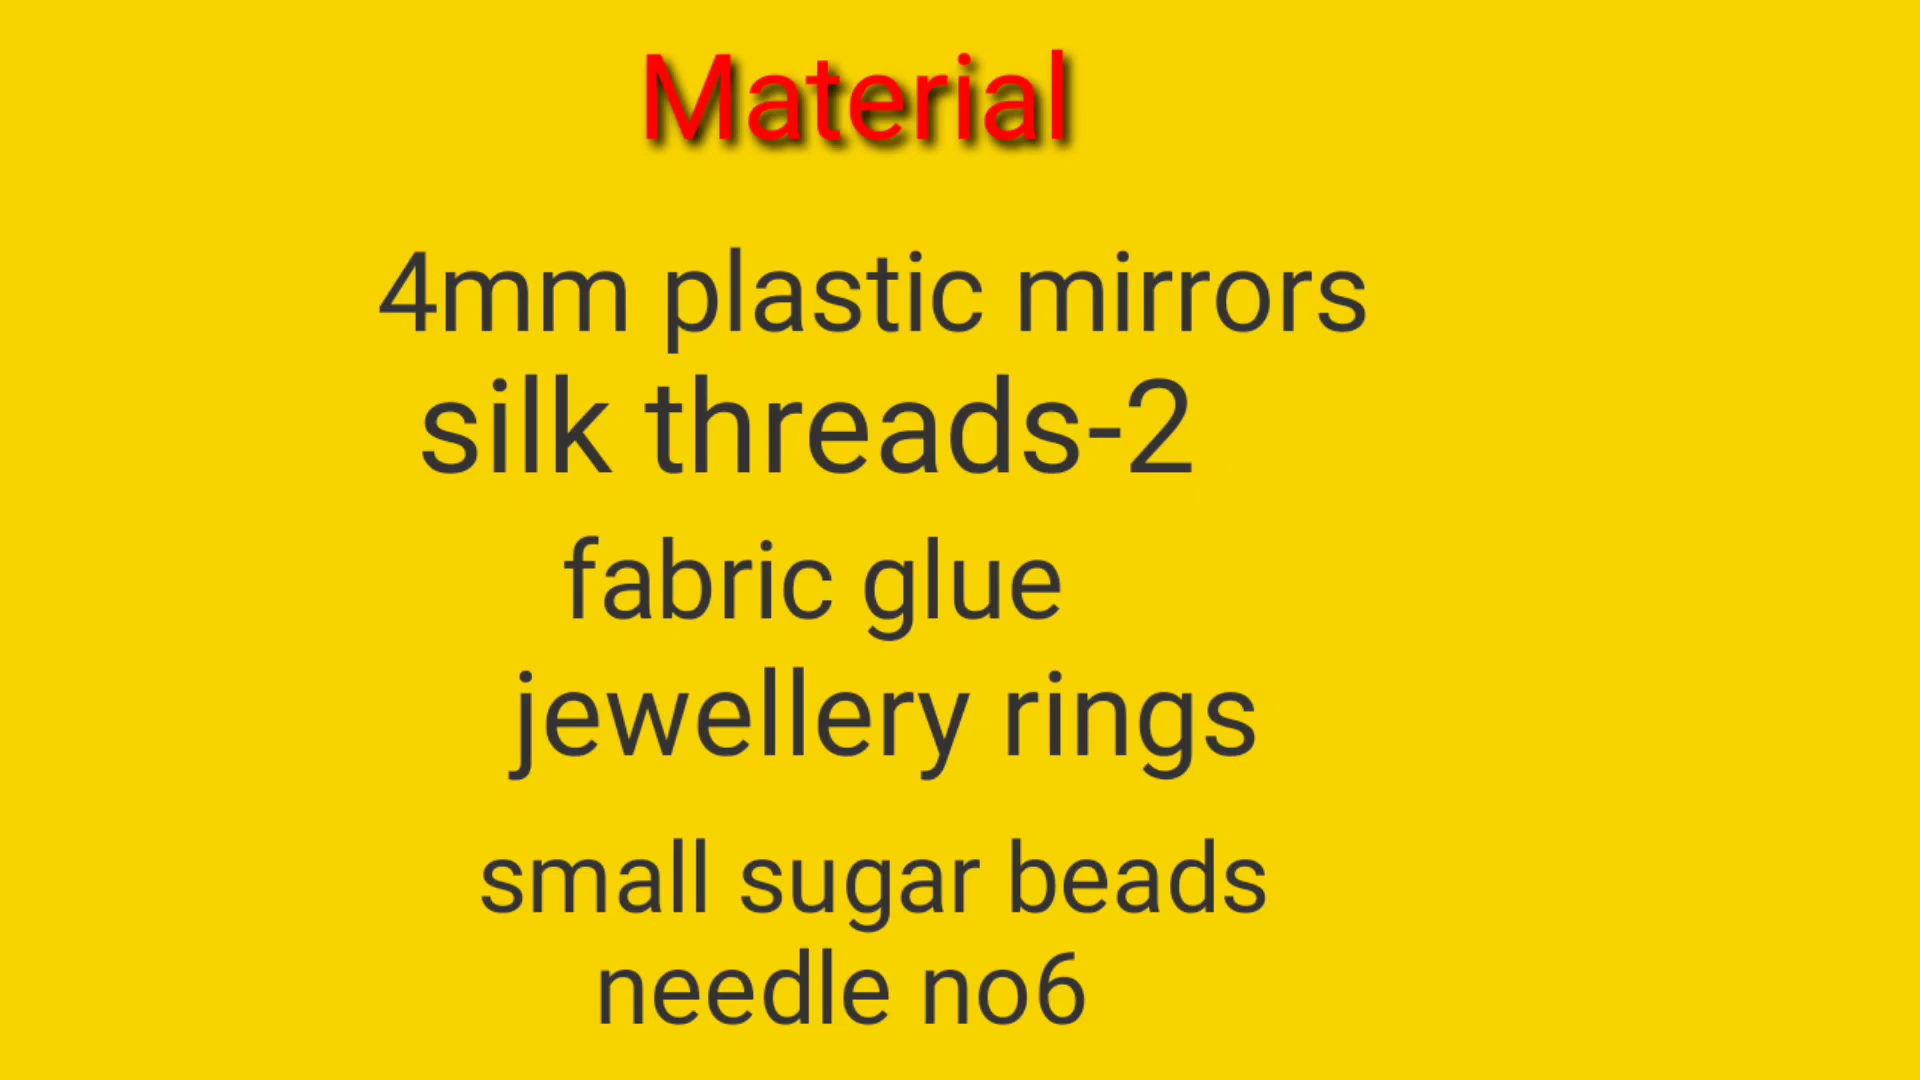 Material
4mm plastic mirrors
silk threads-2
fabric glue
jewellery rings
small sugar beads
needle no6